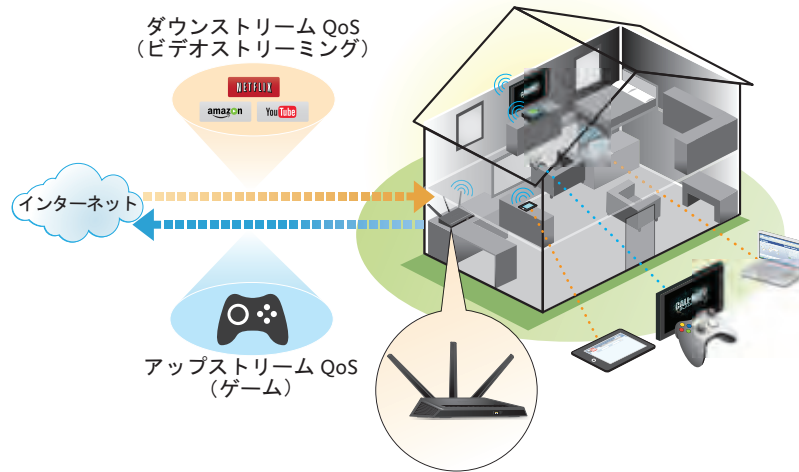 ダウンストリーム QoS
（ビデオストリーミング）
NETFLIX
amazon
YouTube
インターネット
CALL
アップストリーム QoS
（ゲーム）